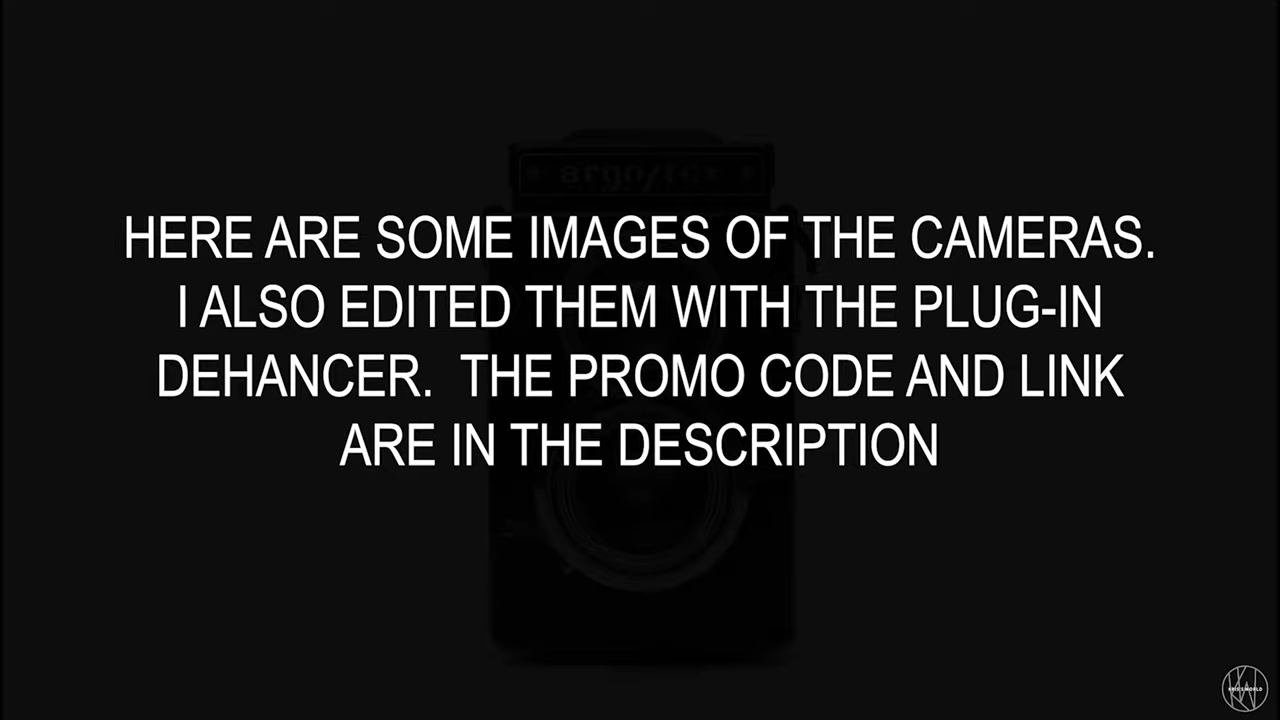 HERE ARE SOME IMAGES OF THE CAMERAS.
I ALSO EDITED THEM WITH THE PLUG-IN
DEHANCER.  THE PROMO CODE AND LINK
ARE IN THE DESCRIPTION